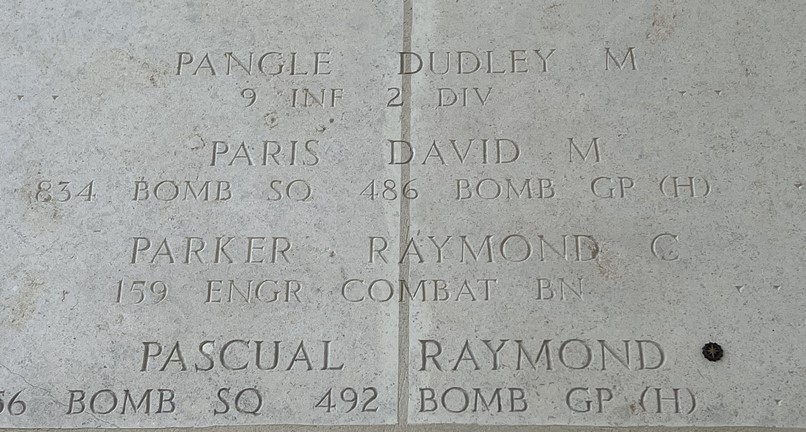 PANGLE DUDLEY M
9 INF 2 DIV
PARIS DAVID M
834 BOMB SQ 486 BOMB GP (H)
PARKER RAYMOND C
159 ENGR COMBAT BN
PASCUAL RAYMOND
BOMB SQ 492 BOMB GP (H)